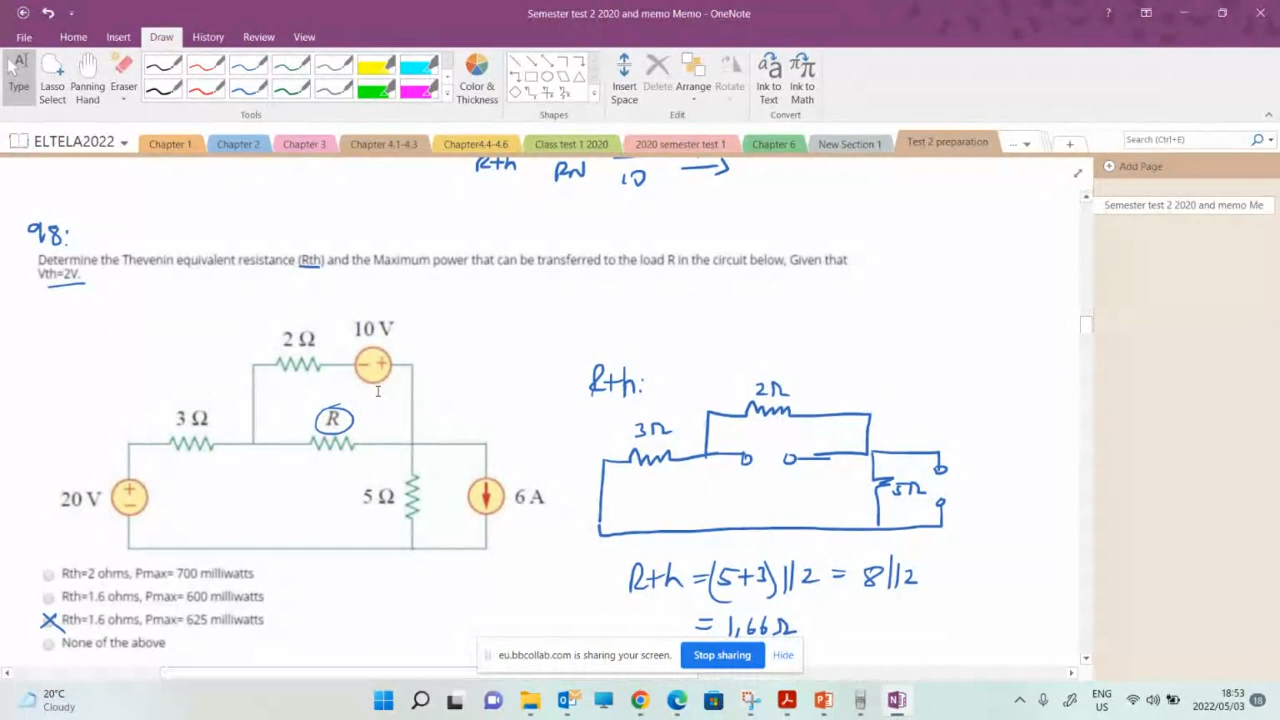 Semester test 2 2020 and memo Memo - OneNote
File Home Insert Draw History Review View
Type Lasso Select Panning Hand Eraser Color & Thickness Insert Space Delete Arrange Rotate Ink to Text Ink to Math
Tools Shapes Edit Convert
ELTELA2022 Chapter 1 Chapter 2 Chapter 3 Chapter 4.1-4.3 Chapter4.4-4.6 Class test 1 2020 2020 semester test 1 Chapter 6 New Section 1 Test 2 preparation ... Search (Ctrl+E)
Add Page
Semester test 2 2020 and memo Me
Rth RN 10
q8:
Determine the Thevenin equivalent resistance (Rth) and the Maximum power that can be transferred to the load R in the circuit below, Given that
Vth=2V.
10 V
2 Ω
3 Ω
R
20 V
5 Ω
6 A
Rth:
2Ω
3Ω
5Ω
Rth = (5+3)||2 = 8||2
= 1,66Ω
Rth=2 ohms, Pmax= 700 milliwatts
Rth=1.6 ohms, Pmax= 600 milliwatts
Rth=1.6 ohms, Pmax= 625 milliwatts
None of the above
eu.bbcollab.com is sharing your screen. Stop sharing Hide
20°C
Cloudy
ENG
US
18:53
2022/05/03
18